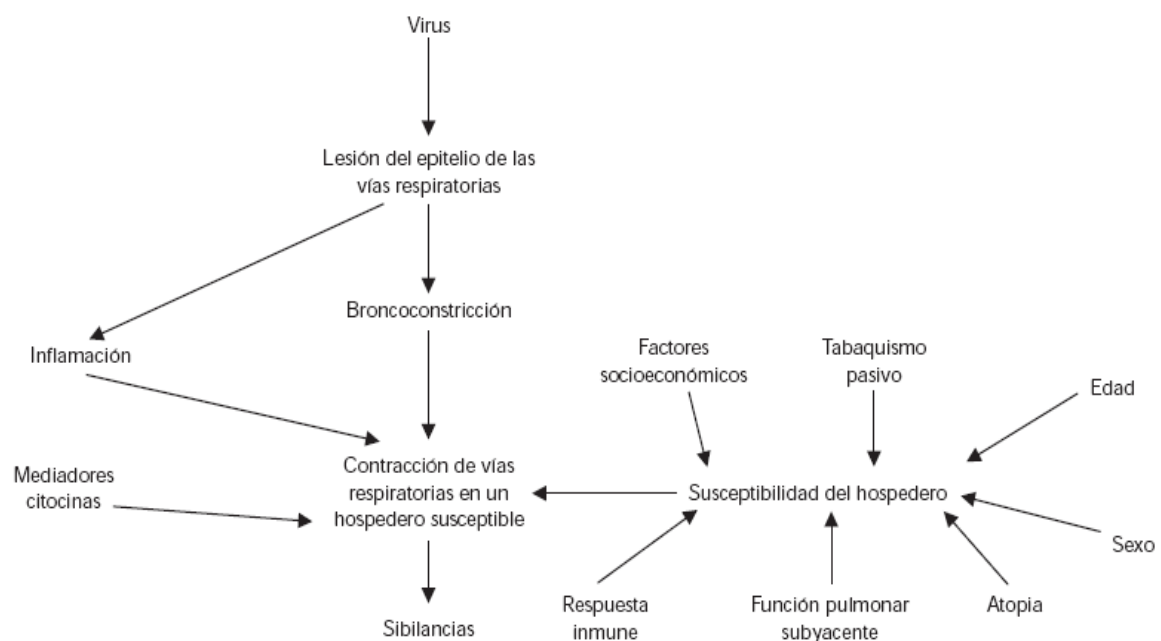 Virus
Lesión del epitelio de las
vías respiratorias
Broncoconstricción
Inflamación
Factores
socioeconómicos
Tabaquismo
pasivo
Edad
Mediadores
citocinas
Contracción de vías
respiratorias en un
hospedero susceptible
Susceptibilidad del hospedero
Sexo
Respuesta
inmune
Función pulmonar
subyacente
Atopia
Sibilancias